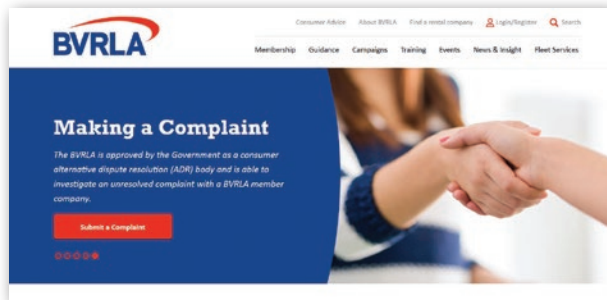 Consumer Advice About BVRLA Find a rental company Login/Register Search
BVRLA
Membership Guidance Campaigns Training Events News & Insight Fleet Services
Making a Complaint
The BVRLA is approved by the Government as a consumer
alternative dispute resolution (ADR) body and is able to
investigate an unresolved complaint with a BVRLA member
company.
Submit a Complaint